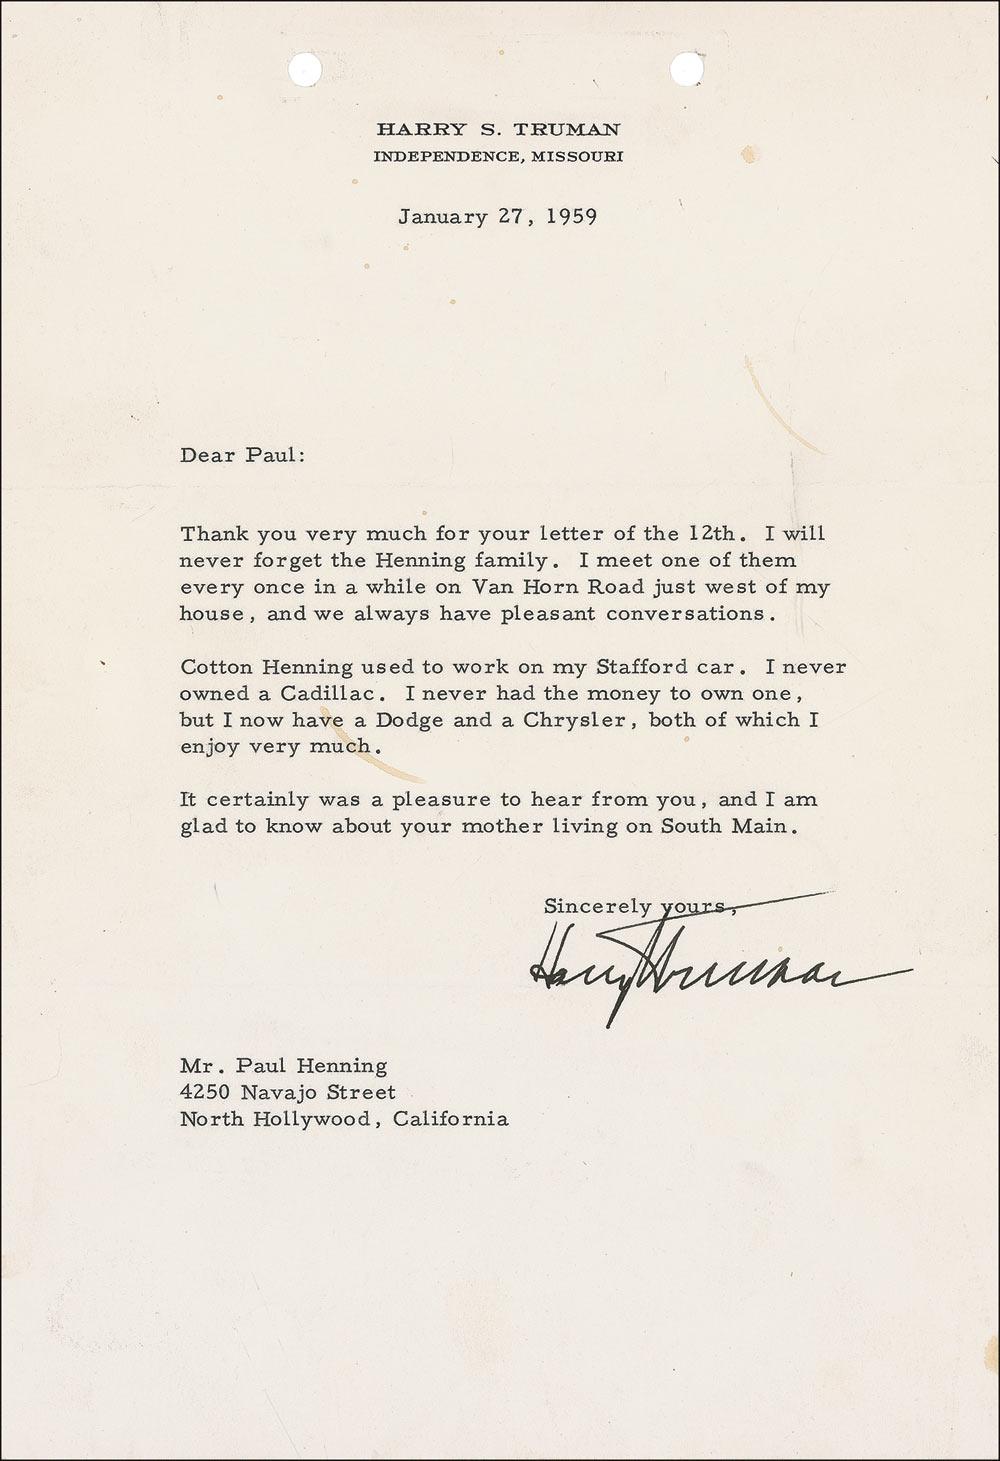 HARRY S. TRUMAN
INDEPENDENCE, MISSOURI
January 27, 1959
Dear Paul:
Thank you very much for your letter of the 12th. I will
never forget the Henning family. I meet one of them
every once in a while on Van Horn Road just west of my
house, and we always have pleasant conversations.
Cotton Henning used to work on my Stafford car. I never
owned a Cadillac. I never had the money to own one,
but I now have a Dodge and a Chrysler, both of which I
enjoy very much.
It certainly was a pleasure to hear from you, and I am
glad to know about your mother living on South Main.
Sincerely yours,
Harry Truman
Mr. Paul Henning
4250 Navajo Street
North Hollywood, California